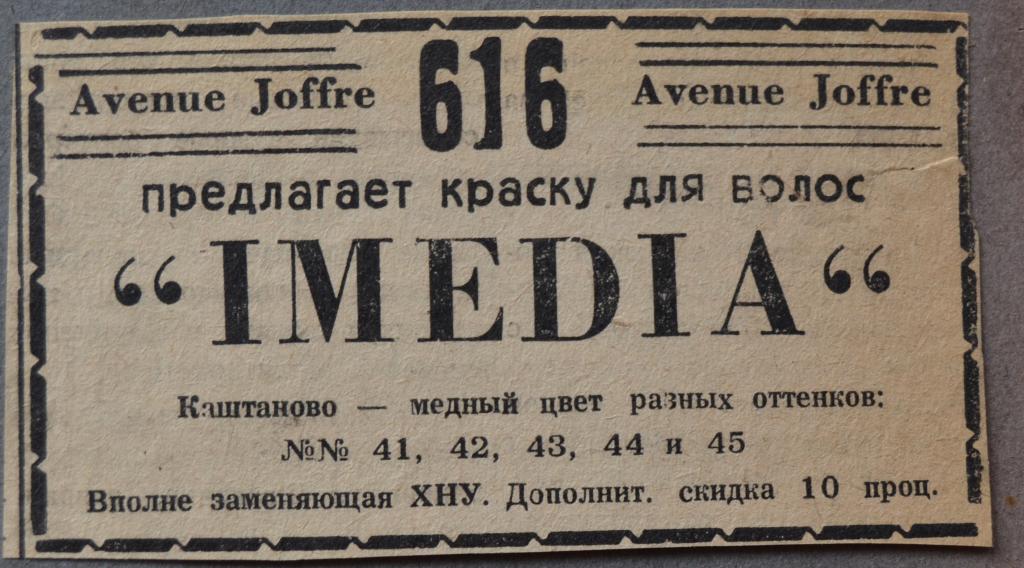 Avenue Joffre 616 Avenue Joffre
предлагает краску для волос
“IMEDIA“
Каштаново — медный цвет разных оттенков:
№№ 41, 42, 43, 44 и 45
Вполне заменяющая ХНУ. Дополнит. скидка 10 проц.